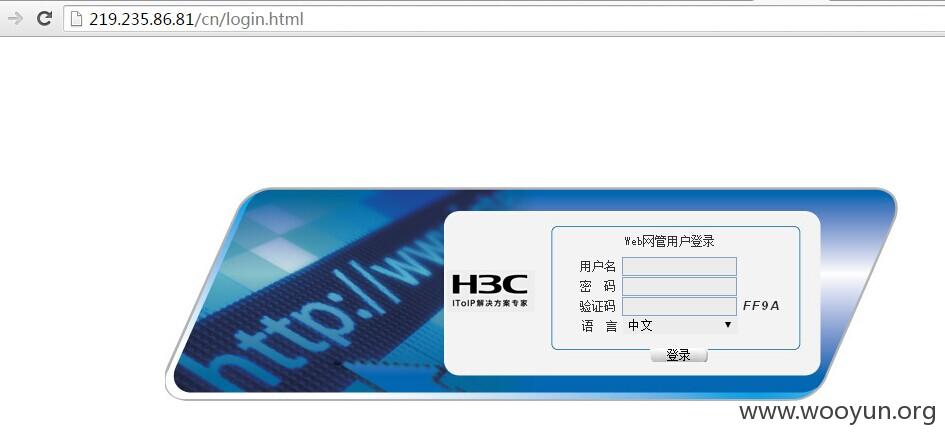 219.235.86.81/cn/login.html
http://www.
H3C
IToIP解决方案专家
Web网管用户登录
用户名
密 码
验证码 FF9A
语 言 中文
登录
www.wooyun.org